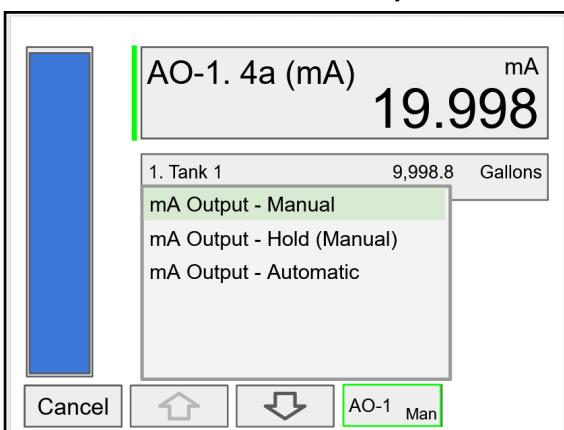 AO-1. 4a (mA) mA
19.998
1. Tank 1 9,998.8 Gallons
mA Output - Manual
mA Output - Hold (Manual)
mA Output - Automatic
Cancel AO-1 Man